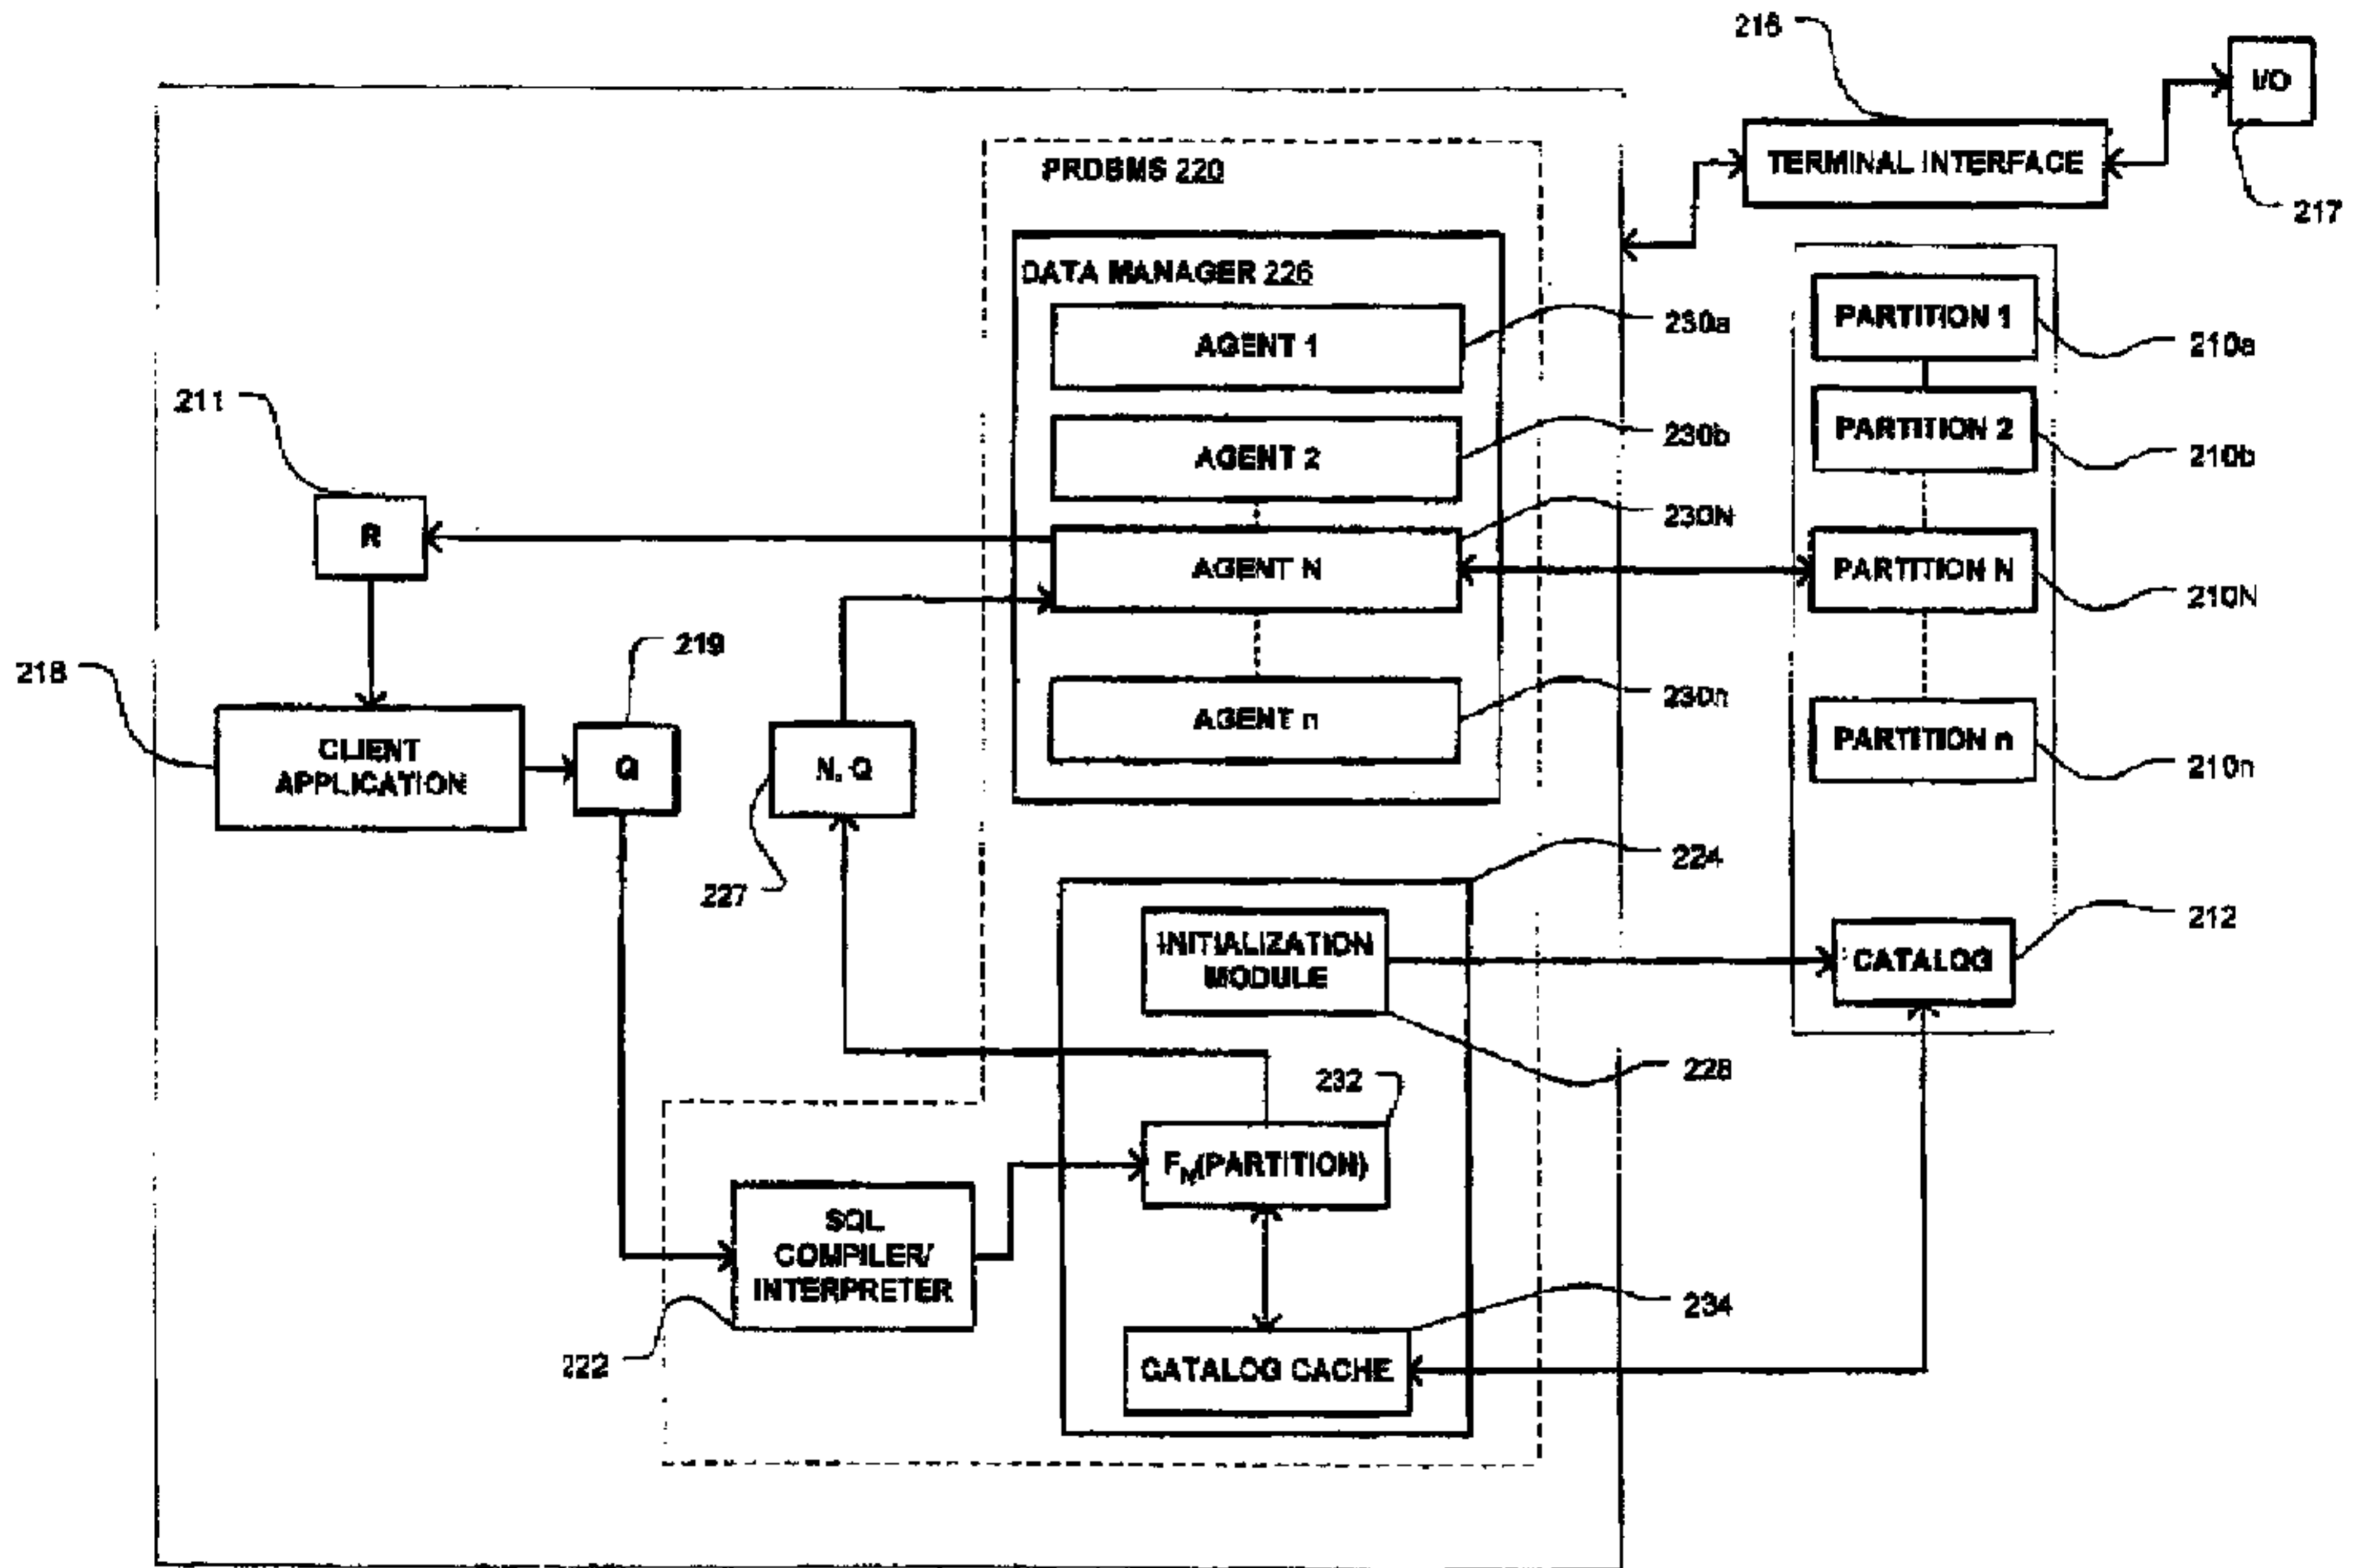 216
I/O
TERMINAL INTERFACE
217
PRDBMS 220
DATA MANAGER 226
AGENT 1
230a
AGENT 2
230b
AGENT N
230N
AGENT n
230n
PARTITION 1
210a
PARTITION 2
210b
PARTITION N
210N
PARTITION n
210n
211
R
218
CLIENT
APPLICATION
219
Q
N, Q
227
224
INITIALIZATION
MODULE
228
CATALOG
212
232
FN(PARTITION)
SQL
COMPILER/
INTERPRETER
222
CATALOG CACHE
234